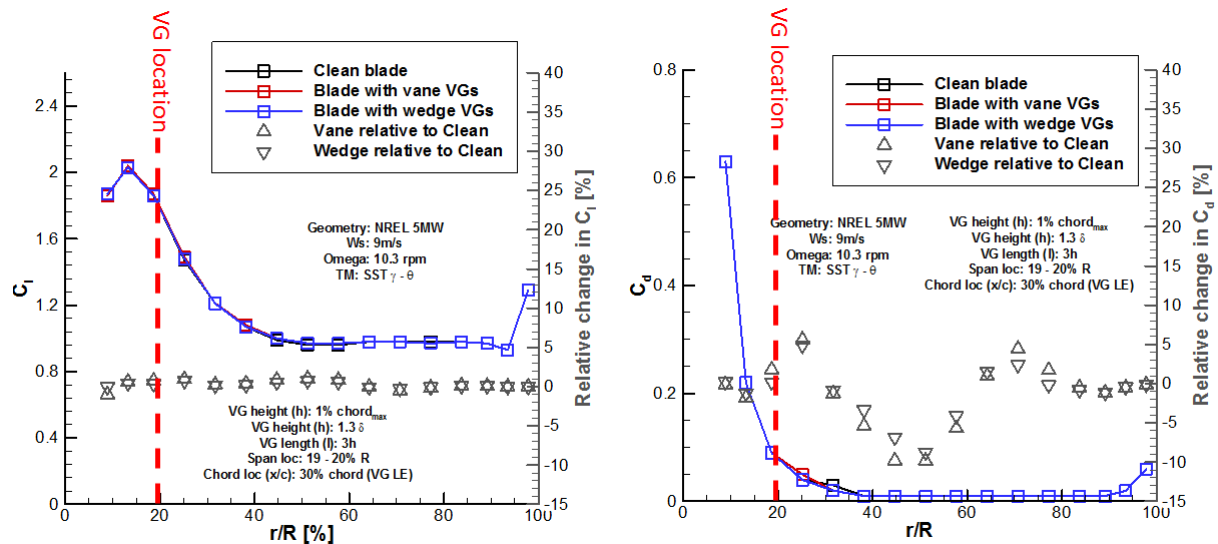 VG location
Clean blade
Blade with vane VGs
Blade with wedge VGs
Vane relative to Clean
Wedge relative to Clean
Geometry: NREL 5MW
Ws: 9m/s
Omega: 10.3 rpm
TM: SST γ - θ
VG height (h): 1% chord_max
VG height (h): 1.3 δ
VG length (l): 3h
Span loc: 19 - 20% R
Chord loc (x/c): 30% chord (VG LE)
C_l
2.4
2
1.6
1.2
0.8
0.4
0
0 20 40 60 80 100
r/R [%]
40
35
30
25
20
15
10
5
0
-5
-10
-15
Relative change in C_l [%]
VG location
Clean blade
Blade with vane VGs
Blade with wedge VGs
Vane relative to Clean
Wedge relative to Clean
Geometry: NREL 5MW
Ws: 9m/s
Omega: 10.3 rpm
TM: SST γ - θ
VG height (h): 1% chord_max
VG height (h): 1.3 δ
VG length (l): 3h
Span loc: 19 - 20% R
Chord loc (x/c): 30% chord (VG LE)
C_d
0.8
0.6
0.4
0.2
0
0 20 40 60 80 100
r/R
40
35
30
25
20
15
10
5
0
-5
-10
-15
Relative change in C_d [%]